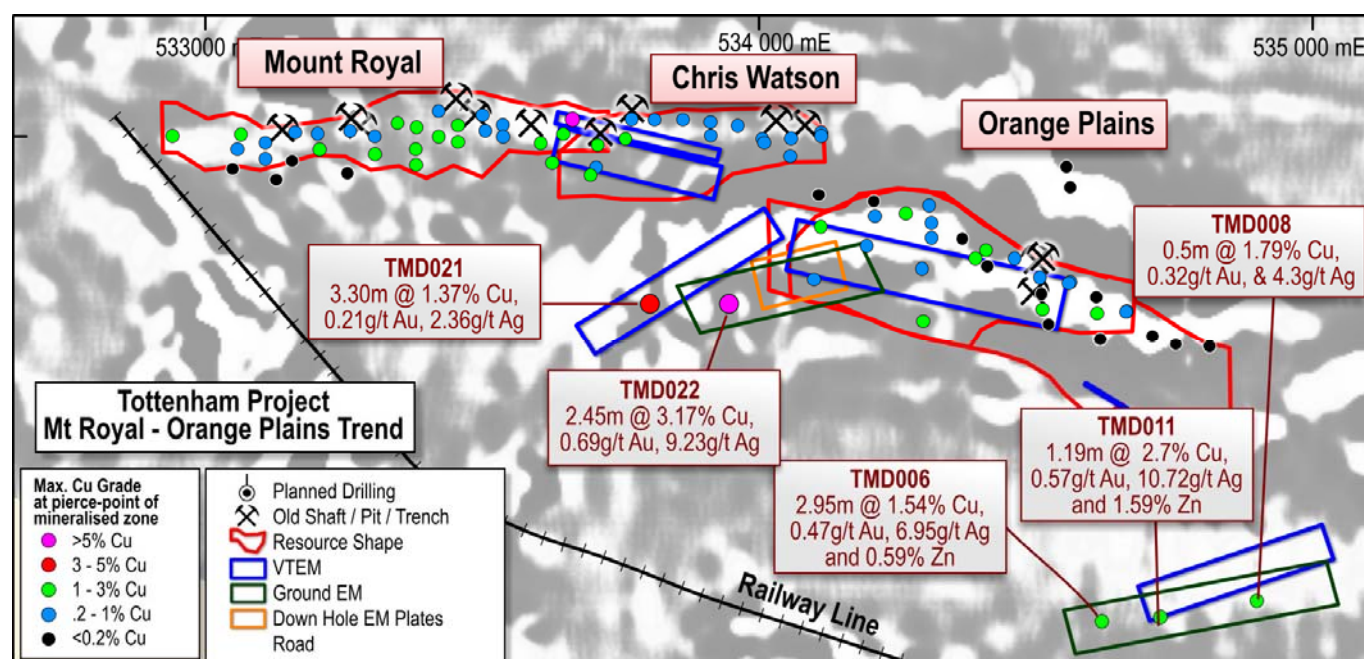 533000 mE
534 000 mE
535 000 mE
Mount Royal
Chris Watson
Orange Plains
TMD008
0.5m @ 1.79% Cu,
0.32g/t Au, & 4.3g/t Ag
TMD021
3.30m @ 1.37% Cu,
0.21g/t Au, 2.36g/t Ag
TMD022
2.45m @ 3.17% Cu,
0.69g/t Au, 9.23g/t Ag
TMD011
1.19m @ 2.7% Cu,
0.57g/t Au, 10.72g/t Ag
and 1.59% Zn
TMD006
2.95m @ 1.54% Cu,
0.47g/t Au, 6.95g/t Ag
and 0.59% Zn
Tottenham Project
Mt Royal - Orange Plains Trend
Max. Cu Grade
at pierce-point of
mineralised zone
>5% Cu
3 - 5% Cu
1 - 3% Cu
.2 - 1% Cu
<0.2% Cu
Planned Drilling
Old Shaft / Pit / Trench
Resource Shape
VTEM
Ground EM
Down Hole EM Plates
Road
Railway Line